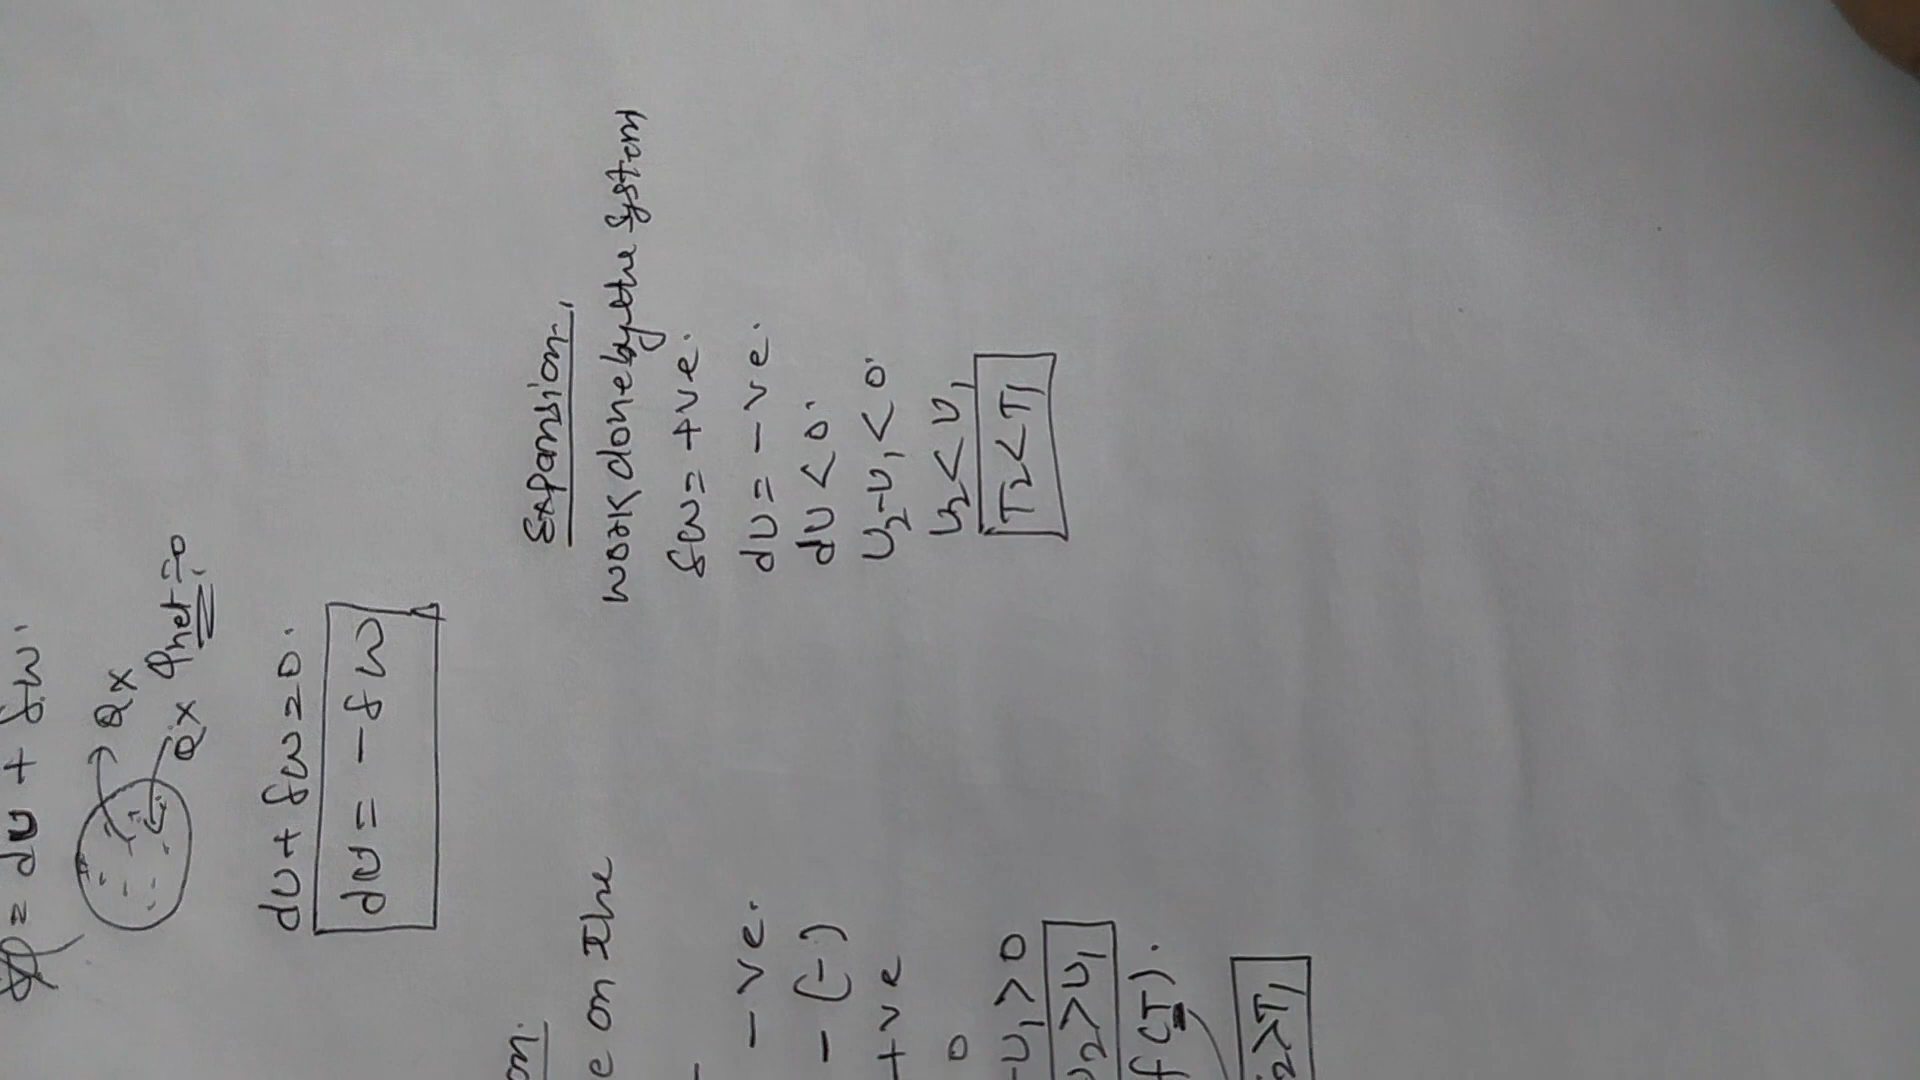 = dU + δW.
Qx
Qx Qnet = 0
dU + δW = 0.
dU = - δW
on.
e on the
- ve.
- (-)
+ve
0
-U1 > 0
U2 > U1
f(T).
2 > T1
Expansion.
work done by the system
δW = +ve.
dU = - ve.
dU < 0.
U2 - U1 < 0.
U2 < U1
T2 < T1